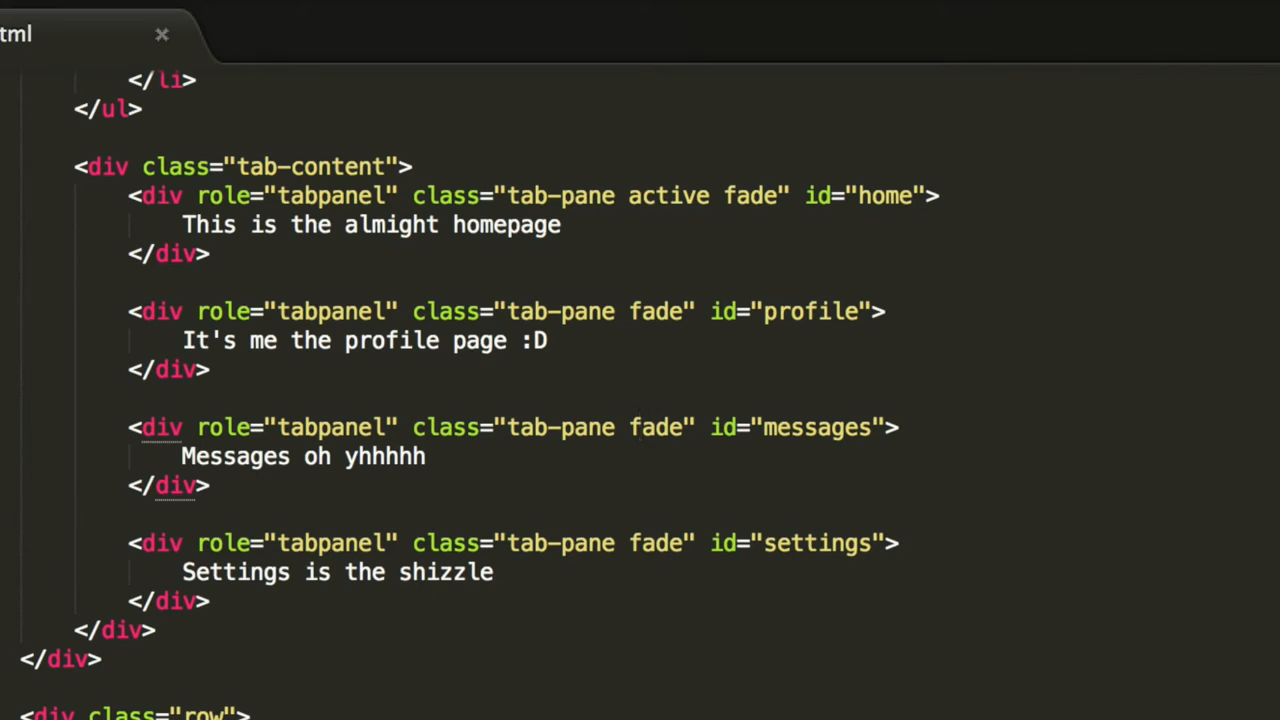 tml ×
</li>
</ul>
<div class="tab-content">
<div role="tabpanel" class="tab-pane active fade" id="home">
This is the almight homepage
</div>
<div role="tabpanel" class="tab-pane fade" id="profile">
It's me the profile page :D
</div>
<div role="tabpanel" class="tab-pane fade" id="messages">
Messages oh yhhhhh
</div>
<div role="tabpanel" class="tab-pane fade" id="settings">
Settings is the shizzle
</div>
</div>
</div>
<div class="row">